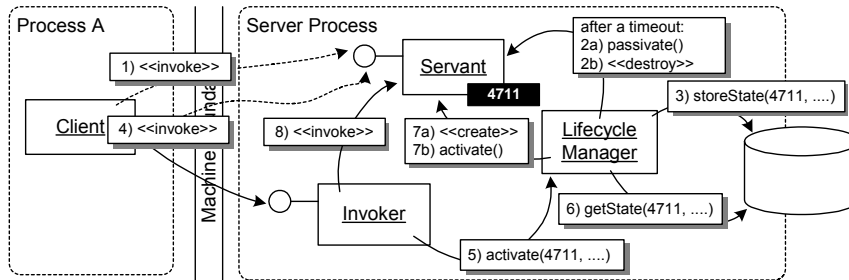 Process A
Server Process
after a timeout:
2a) passivate()
2b) <<destroy>>
1) <<invoke>>
Servant
4711
3) storeState(4711, ....)
Client
4) <<invoke>>
8) <<invoke>>
7a) <<create>>
7b) activate()
Lifecycle
Manager
Machine
Invoker
6) getState(4711, ....)
5) activate(4711, ....)